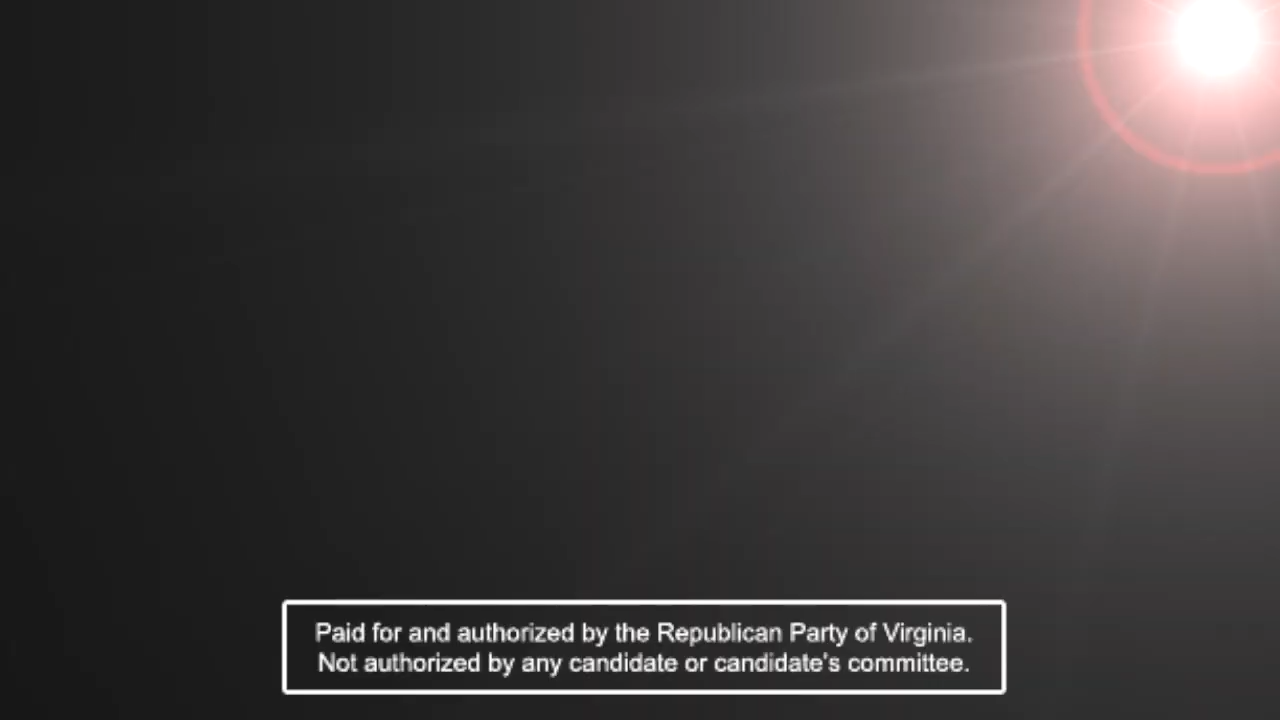 Paid for and authorized by the Republican Party of Virginia.
Not authorized by any candidate or candidate's committee.